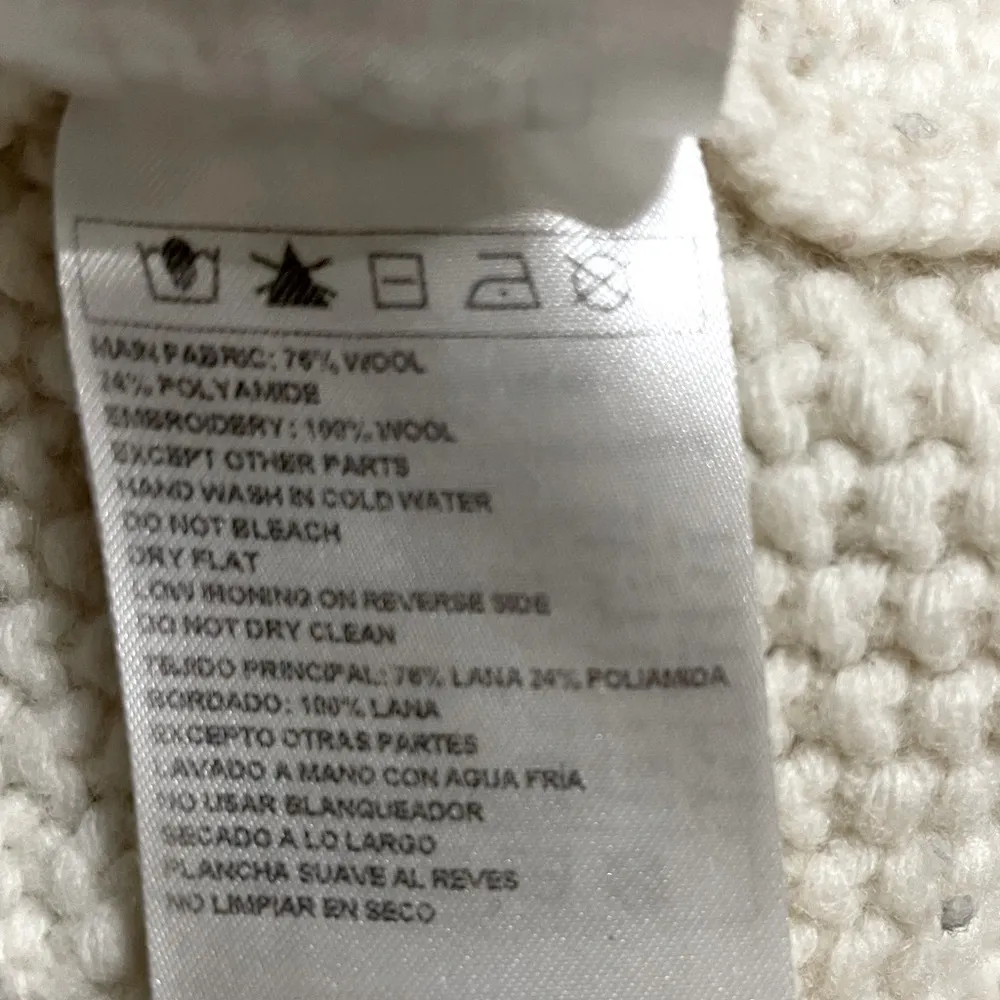 MAIN FABRIC: 76% WOOL
24% POLYAMIDE
EMBROIDERY: 100% WOOL
EXCEPT OTHER PARTS
HAND WASH IN COLD WATER
DO NOT BLEACH
DRY FLAT
LOW IRONING ON REVERSE SIDE
DO NOT DRY CLEAN
TEJIDO PRINCIPAL: 76% LANA 24% POLIAMIDA
BORDADO: 100% LANA
EXCEPTO OTRAS PARTES
LAVADO A MANO CON AGUA FRÍA
NO USAR BLANQUEADOR
SECADO A LO LARGO
PLANCHA SUAVE AL REVES
NO LIMPIAR EN SECO